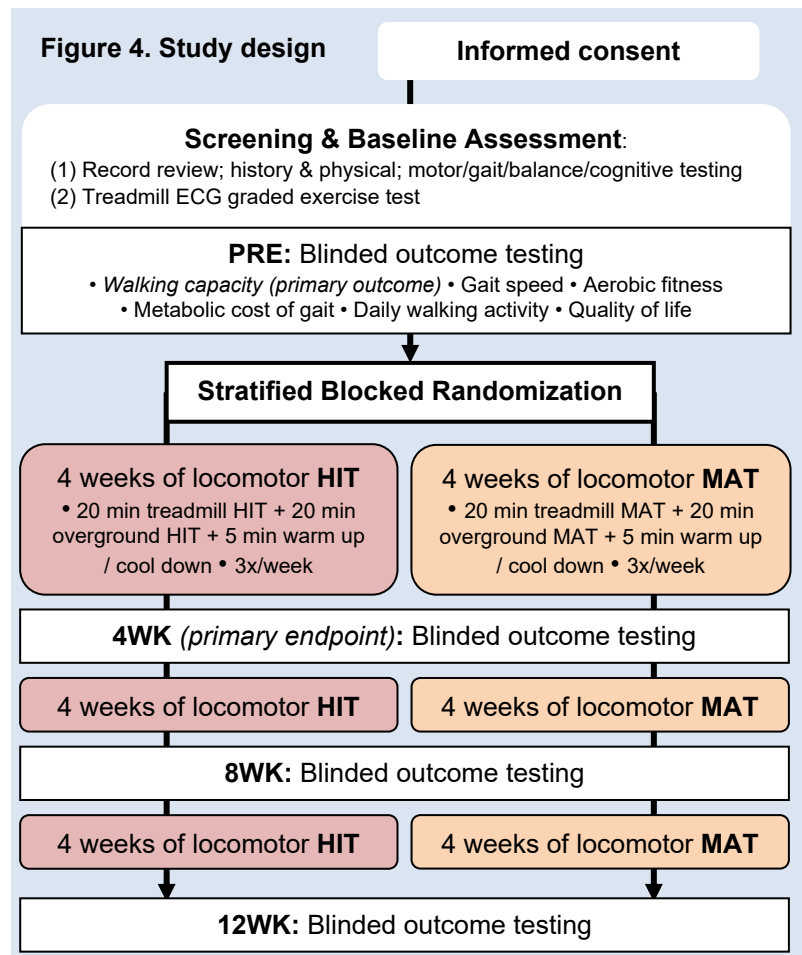 Figure 4. Study design
Informed consent
Screening & Baseline Assessment:
(1) Record review; history & physical; motor/gait/balance/cognitive testing
(2) Treadmill ECG graded exercise test
PRE: Blinded outcome testing
• Walking capacity (primary outcome) • Gait speed • Aerobic fitness
• Metabolic cost of gait • Daily walking activity • Quality of life
Stratified Blocked Randomization
4 weeks of locomotor HIT
• 20 min treadmill HIT + 20 min
overground HIT + 5 min warm up
/ cool down • 3x/week
4 weeks of locomotor MAT
• 20 min treadmill MAT + 20 min
overground MAT + 5 min warm up
/ cool down • 3x/week
4WK (primary endpoint): Blinded outcome testing
4 weeks of locomotor HIT
4 weeks of locomotor MAT
8WK: Blinded outcome testing
4 weeks of locomotor HIT
4 weeks of locomotor MAT
12WK: Blinded outcome testing